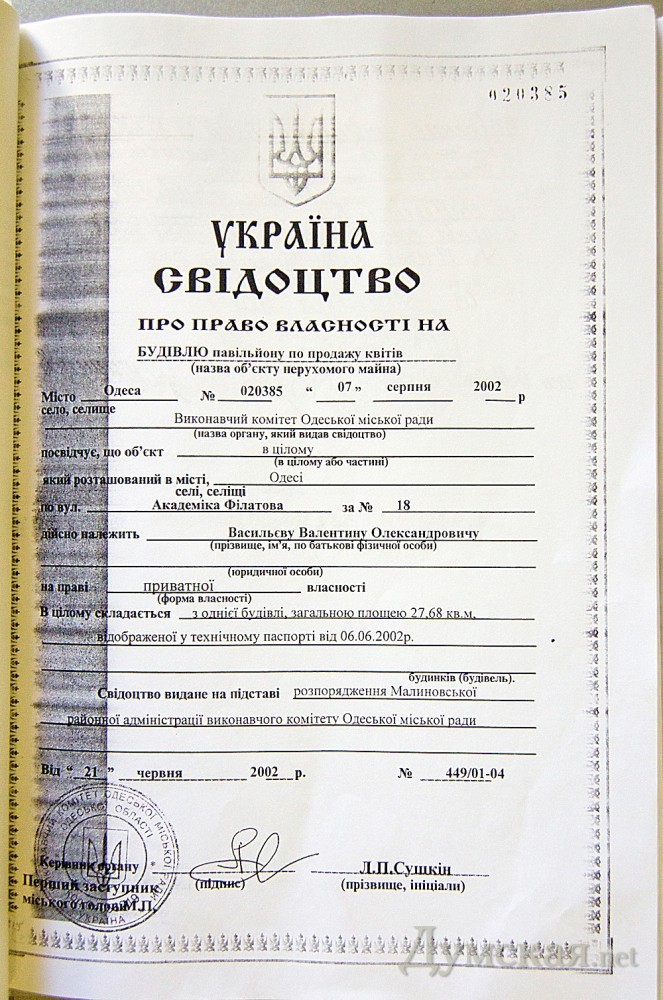 020385
УКРАЇНА
СВІДОЦТВО
ПРО ПРАВО ВЛАСНОСТІ НА
БУДІВЛЮ павільйону по продажу квітів
(назва об’єкту нерухомого майна)
Місто Одеса № 020385 “ 07 ” серпня 2002 р
село, селище
Виконавчий комітет Одеської міської ради
(назва органу, який видав свідоцтво)
посвідчує, що об’єкт в цілому
(в цілому або частині)
який розташований в місті, Одесі
селі, селіщі
по вул. Академіка Філатова за № 18
дійсно належить Васильєву Валентину Олександровичу
(прізвище, ім’я, по батькові фізичної особи)
(юридичної особи)
на праві приватної власності
(форма власності)
В цілому складається з однієї будівлі, загальною площею 27,68 кв.м,
відображеної у технічному паспорті від 06.06.2002р.
будинків (будівель).
Свідоцтво видане на підставі розпорядження Малиновської
районної адміністрації виконавчого комітету Одеської міської ради
Від “ 21 ” червня 2002 р. № 449/01-04
Керівник органу Л.П.Сушкін
Перший заступник (підпис) (прізвище, ініціали)
міського голови М.П.
УКРАЇНА
Думская.net